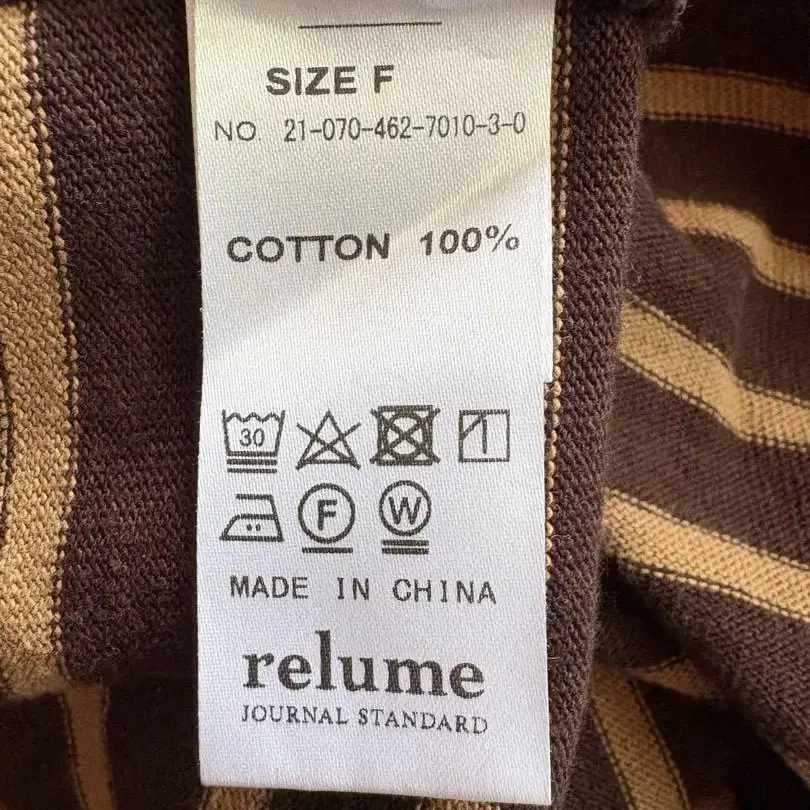 SIZE F
NO. 21-070-462-7010-3-0
COTTON 100%
30
F W
MADE IN CHINA
relume
JOURNAL STANDARD